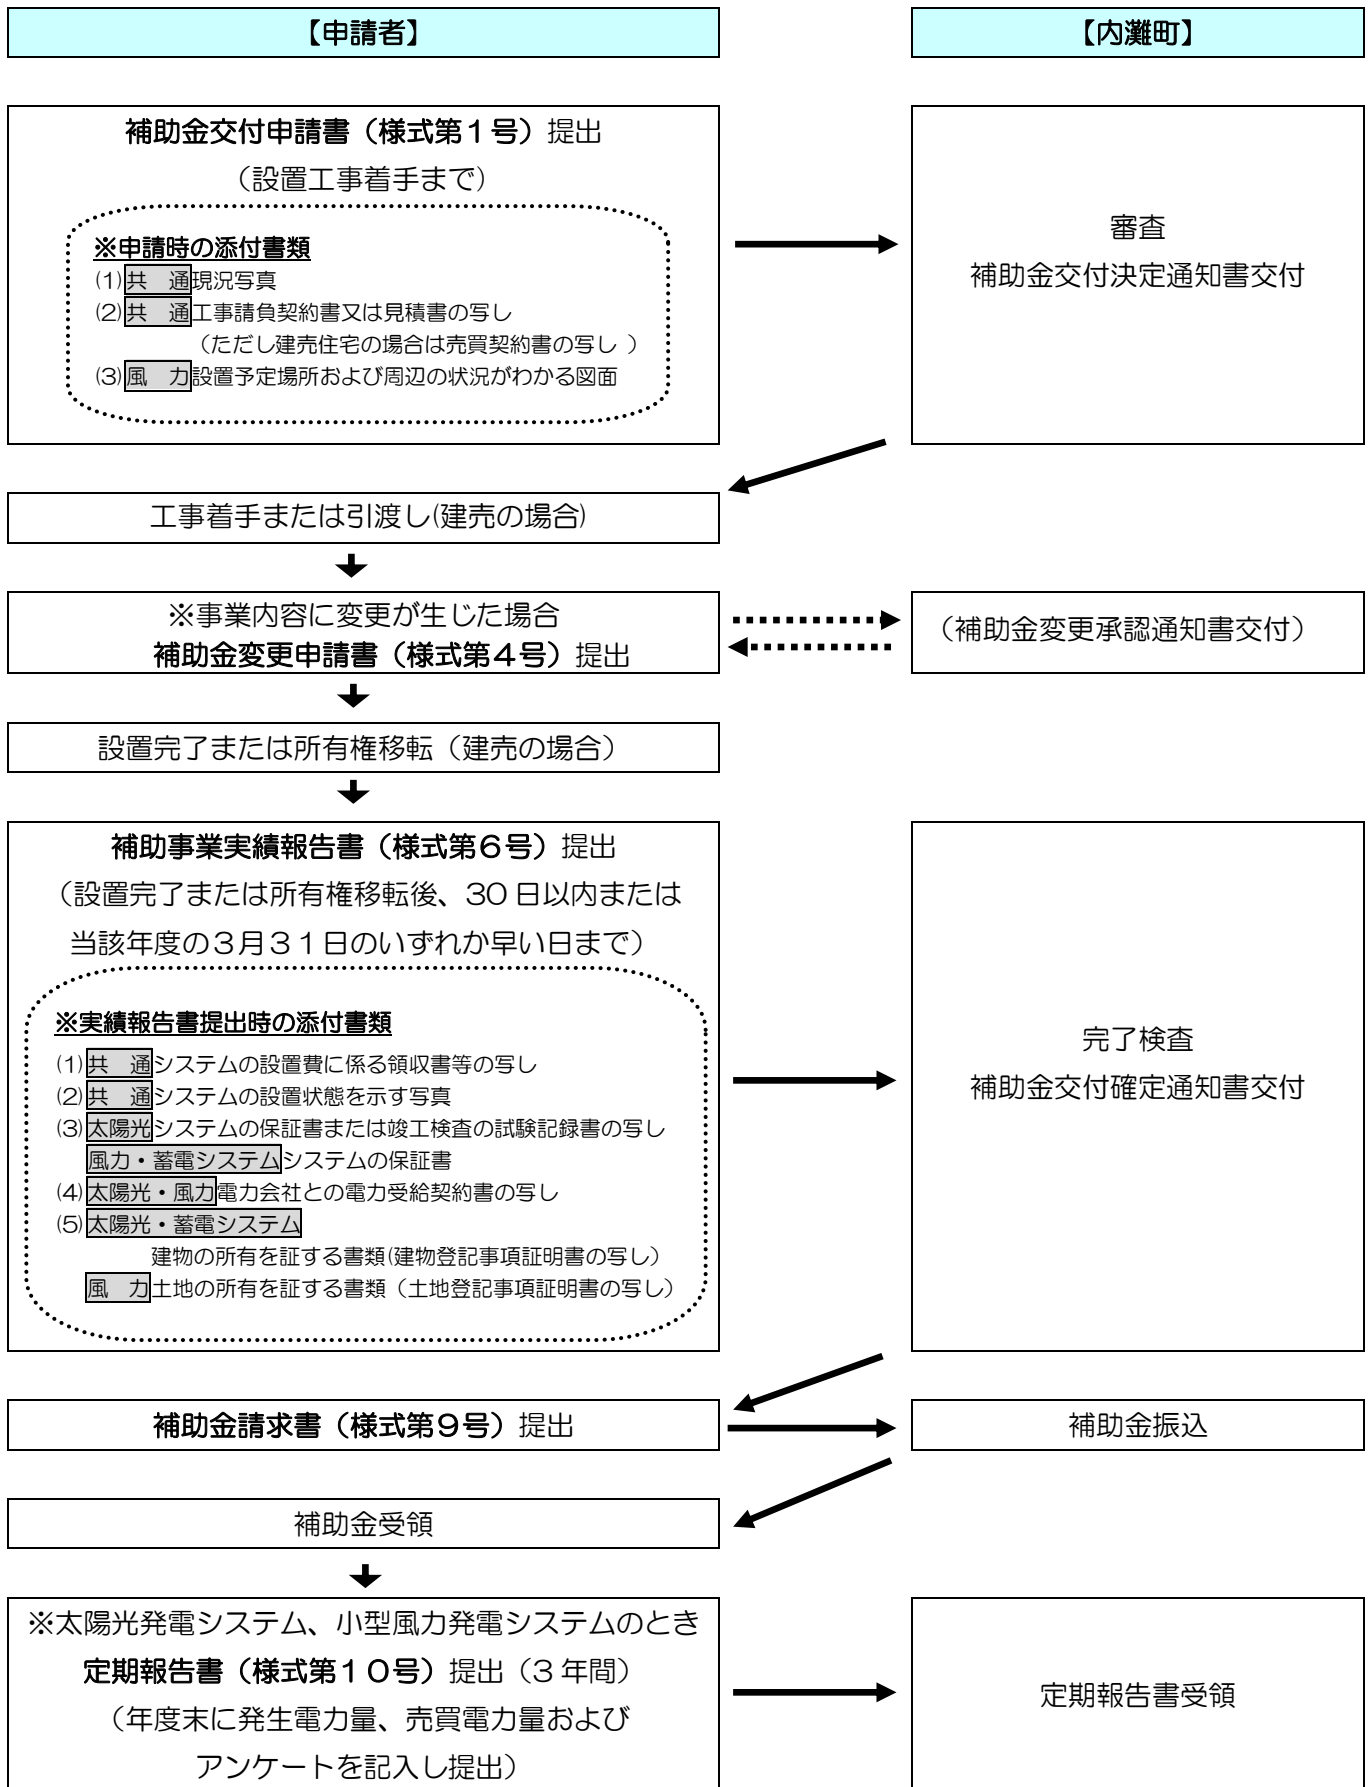 【申請者】
【内灘町】
補助金交付申請書（様式第１号）提出
（設置工事着手まで）
※申請時の添付書類
(1)共　通現況写真
(2)共　通工事請負契約書又は見積書の写し
（ただし建売住宅の場合は売買契約書の写し ）
(3)風　力設置予定場所および周辺の状況がわかる図面
審査
補助金交付決定通知書交付
工事着手または引渡し(建売の場合)
※事業内容に変更が生じた場合
補助金変更申請書（様式第４号）提出
（補助金変更承認通知書交付）
設置完了または所有権移転（建売の場合）
補助事業実績報告書（様式第６号）提出
（設置完了または所有権移転後、30 日以内または
当該年度の３月３１日のいずれか早い日まで）
※実績報告書提出時の添付書類
(1)共　通システムの設置費に係る領収書等の写し
(2)共　通システムの設置状態を示す写真
(3)太陽光システムの保証書または竣工検査の試験記録書の写し
風力・蓄電システムシステムの保証書
(4)太陽光・風力電力会社との電力受給契約書の写し
(5)太陽光・蓄電システム
建物の所有を証する書類(建物登記事項証明書の写し）
風　力土地の所有を証する書類（土地登記事項証明書の写し）
完了検査
補助金交付確定通知書交付
補助金請求書（様式第９号）提出
補助金振込
補助金受領
※太陽光発電システム、小型風力発電システムのとき
定期報告書（様式第１０号）提出（3 年間）
（年度末に発生電力量、売買電力量および
アンケートを記入し提出）
定期報告書受領